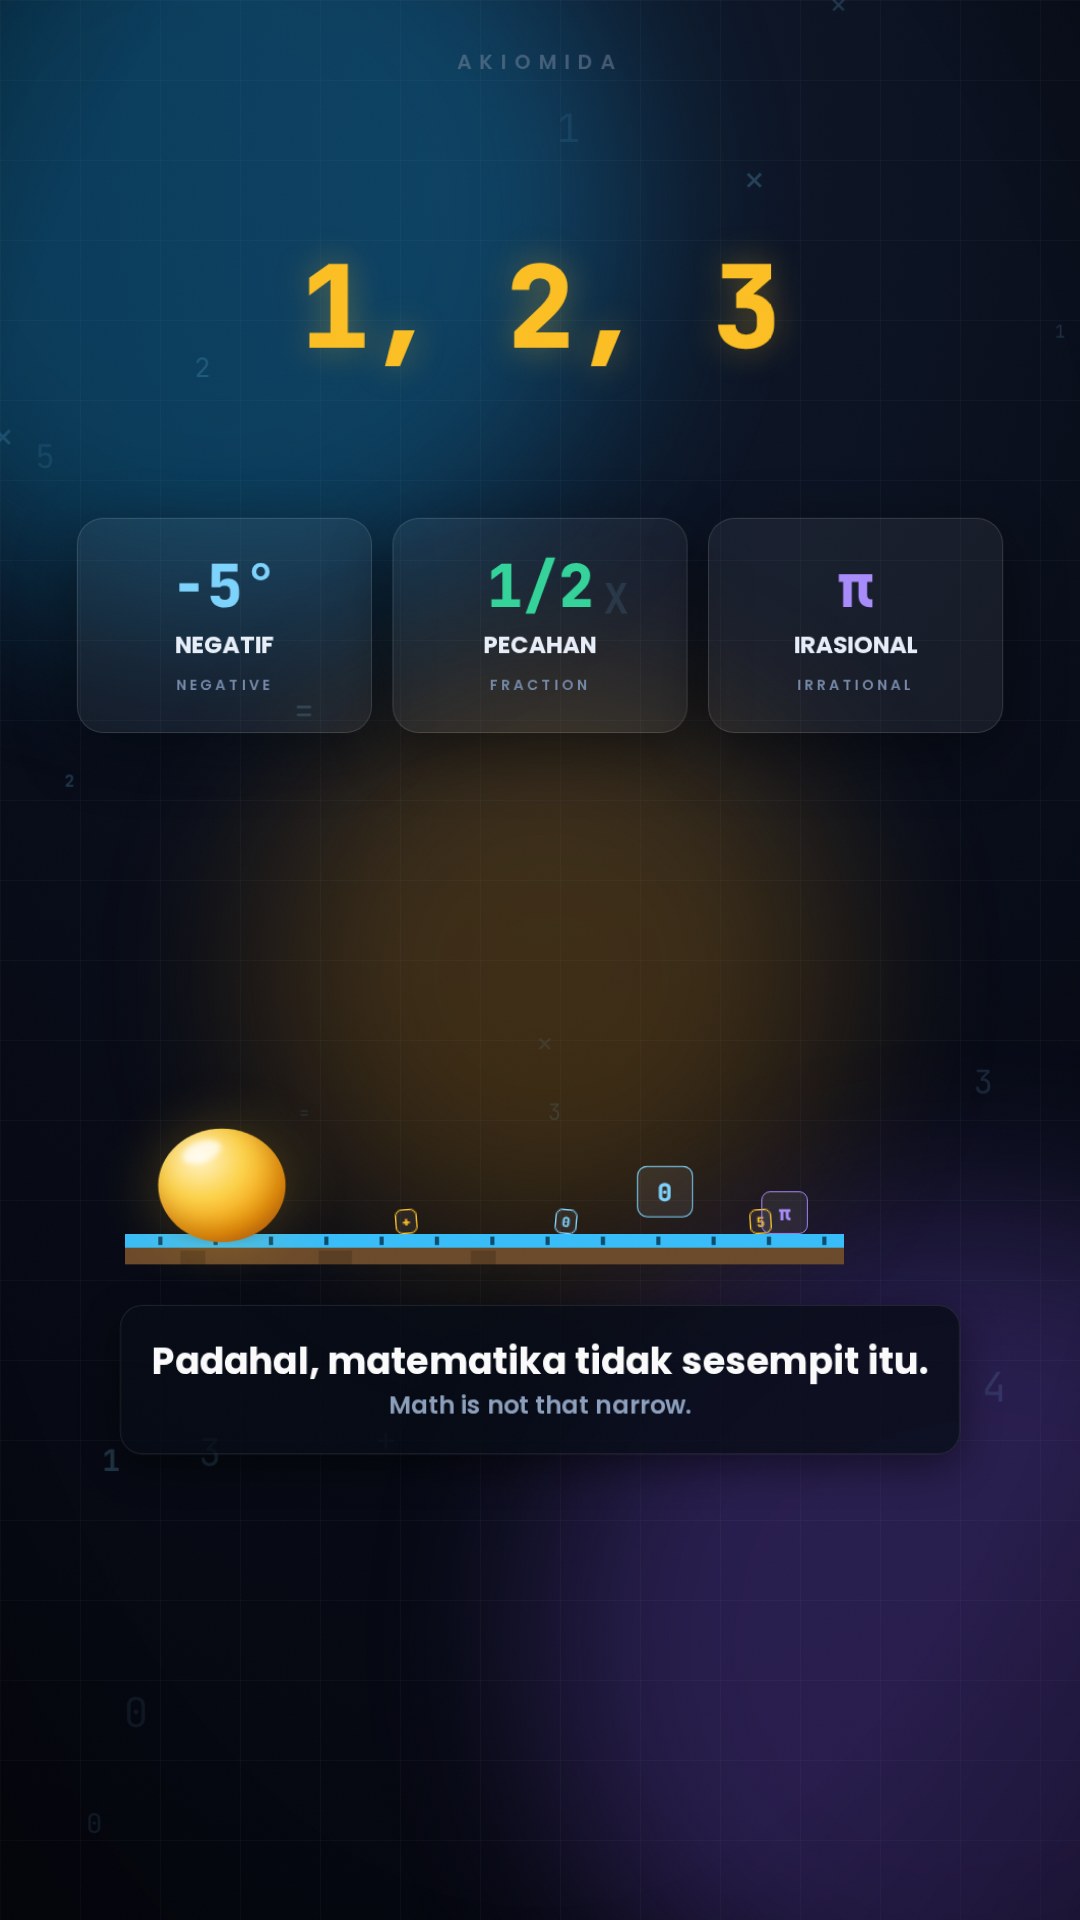 AKIOMIDA
1, 2, 3
-5° 1/2 π
NEGATIF PECAHAN IRASIONAL
NEGATIVE FRACTION IRRATIONAL
+ 0 0 5 π
Padahal, matematika tidak sesempit itu.
Math is not that narrow.